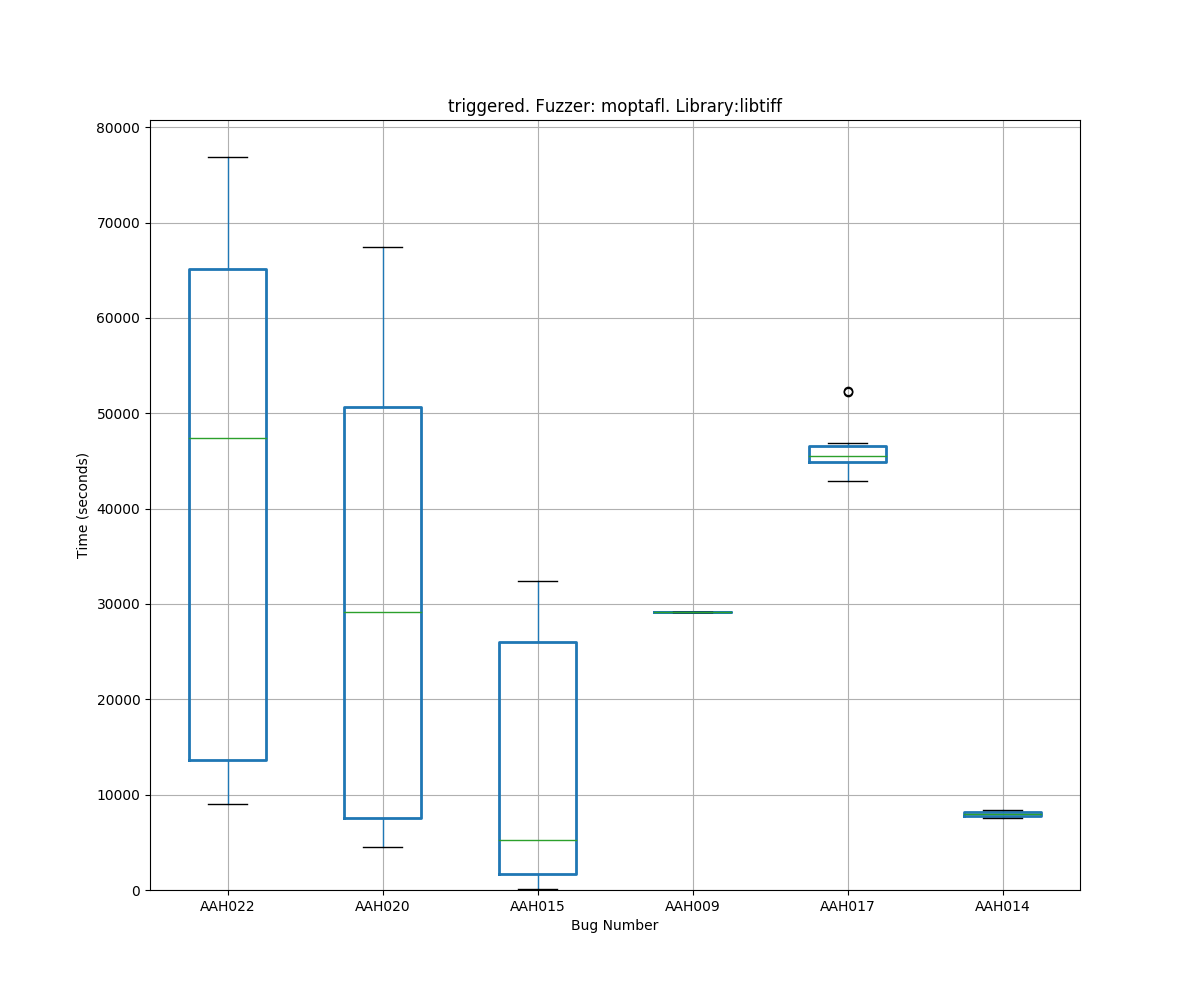 triggered. Fuzzer: moptafl. Library:libtiff
80000
70000
60000
50000
40000
30000
20000
10000
0
Time (seconds)
AAH022 AAH020 AAH015 AAH009 AAH017 AAH014
Bug Number